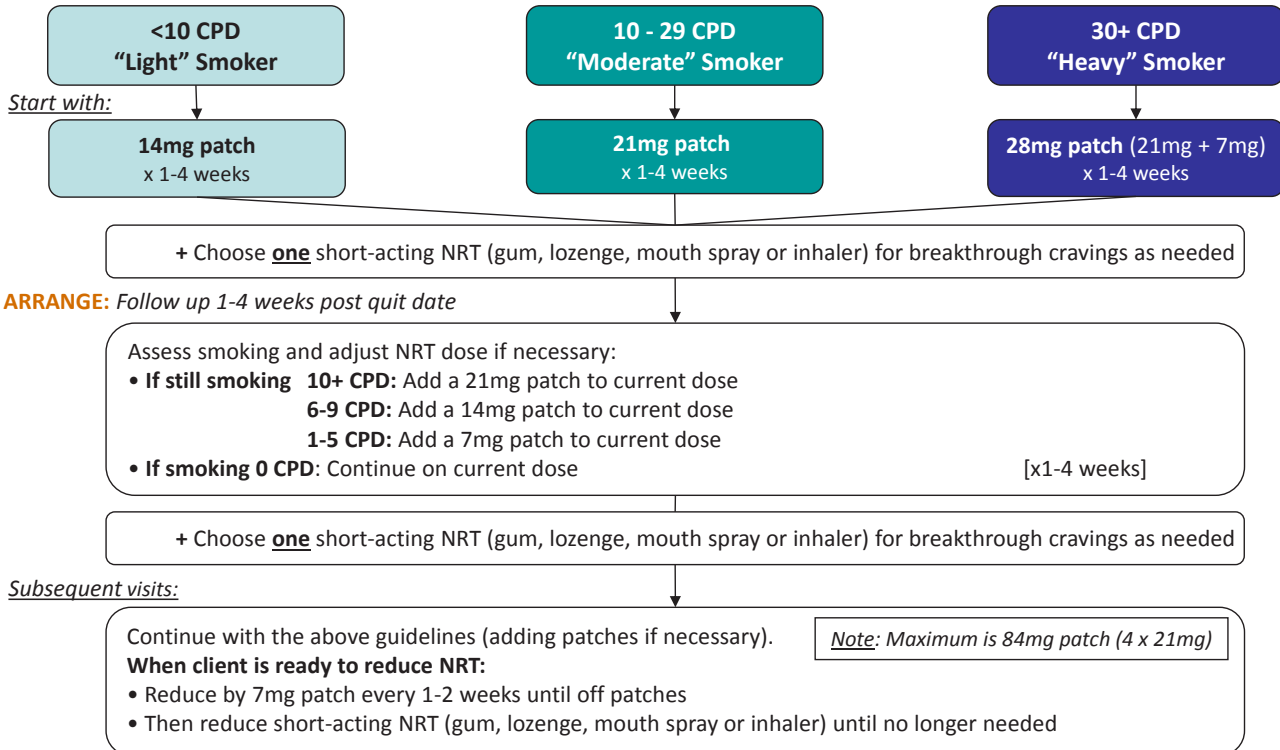 <10 CPD
"Light" Smoker
10 - 29 CPD
"Moderate" Smoker
30+ CPD
"Heavy" Smoker
Start with:
14mg patch
x 1-4 weeks
21mg patch
x 1-4 weeks
28mg patch (21mg + 7mg)
x 1-4 weeks
+ Choose one short-acting NRT (gum, lozenge, mouth spray or inhaler) for breakthrough cravings as needed
ARRANGE: Follow up 1-4 weeks post quit date
Assess smoking and adjust NRT dose if necessary:
• If still smoking 10+ CPD: Add a 21mg patch to current dose
6-9 CPD: Add a 14mg patch to current dose
1-5 CPD: Add a 7mg patch to current dose
• If smoking 0 CPD: Continue on current dose [x1-4 weeks]
+ Choose one short-acting NRT (gum, lozenge, mouth spray or inhaler) for breakthrough cravings as needed
Subsequent visits:
Continue with the above guidelines (adding patches if necessary).
Note: Maximum is 84mg patch (4 x 21mg)
When client is ready to reduce NRT:
• Reduce by 7mg patch every 1-2 weeks until off patches
• Then reduce short-acting NRT (gum, lozenge, mouth spray or inhaler) until no longer needed